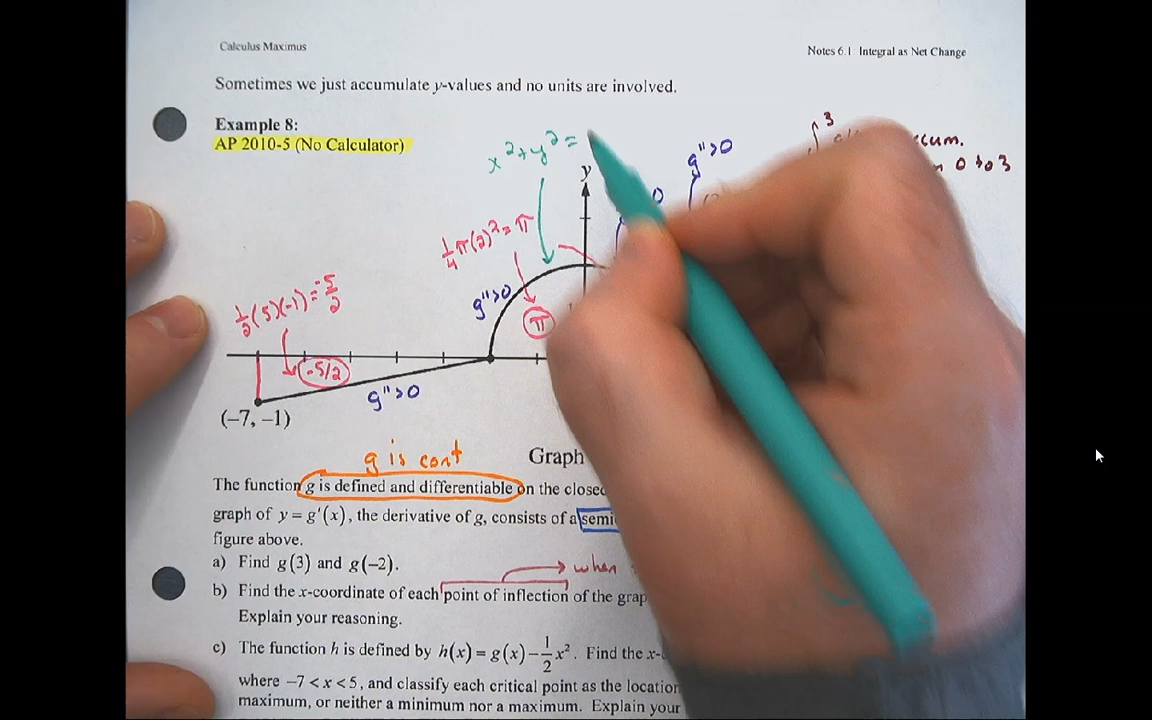 Calculus Maximus
Notes 6.1 Integral as Net Change
Sometimes we just accumulate y-values and no units are involved.
Example 8:
AP 2010-5 (No Calculator)
x²+y²=
g">0
∫³
0 to 3
y
0
¼π(2)²=π
g">0
½(5)(-1)=-5/2
π
-5/2
g">0
(−7, −1)
g is cont
Graph
The function g is defined and differentiable on the closed
graph of y = g′(x), the derivative of g, consists of a semi
figure above.
a) Find g(3) and g(−2).
when
b) Find the x-coordinate of each point of inflection of the grap
Explain your reasoning.
c) The function h is defined by h(x) = g(x) − ½x². Find the x-
where −7 < x < 5, and classify each critical point as the location
maximum, or neither a minimum nor a maximum. Explain your